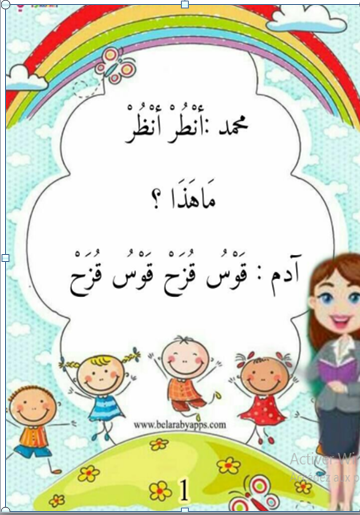 محمد :أنْظُرْ أنْظُرْ
مَاهَذَا ؟
آدم : قَوْسُ قُزَحْ قَوْسُ قُزَحْ
www.belarabyapps.com
1